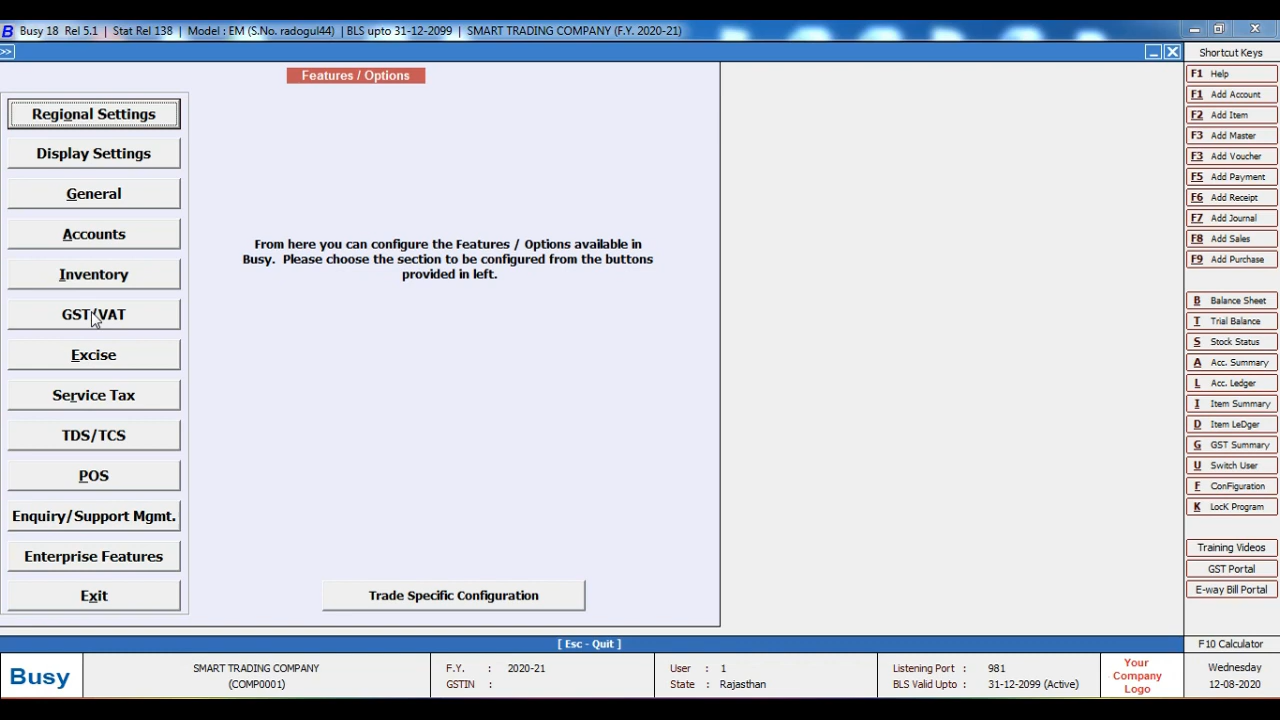 B Busy 18 Rel 5.1 | Stat Rel 138 | Model : EM (S.No. radogul44) | BLS upto 31-12-2099 | SMART TRADING COMPANY (F.Y. 2020-21)
>>
Features / Options
Regional Settings
Display Settings
General
Accounts
Inventory
GST/VAT
Excise
Service Tax
TDS/TCS
POS
Enquiry/Support Mgmt.
Enterprise Features
Exit
From here you can configure the Features / Options available in
Busy. Please choose the section to be configured from the buttons
provided in left.
Trade Specific Configuration
Shortcut Keys
F1 Help
F1 Add Account
F2 Add Item
F3 Add Master
F3 Add Voucher
F5 Add Payment
F6 Add Receipt
F7 Add Journal
F8 Add Sales
F9 Add Purchase
B Balance Sheet
T Trial Balance
S Stock Status
A Acc. Summary
L Acc. Ledger
I Item Summary
D Item LeDger
G GST Summary
U Switch User
F ConFiguration
K LocK Program
Training Videos
GST Portal
E-way Bill Portal
[ Esc - Quit ]
F10 Calculator
Busy
SMART TRADING COMPANY
(COMP0001)
F.Y. : 2020-21
GSTIN :
User : 1
State : Rajasthan
Listening Port : 981
BLS Valid Upto : 31-12-2099 (Active)
Your
Company
Logo
Wednesday
12-08-2020